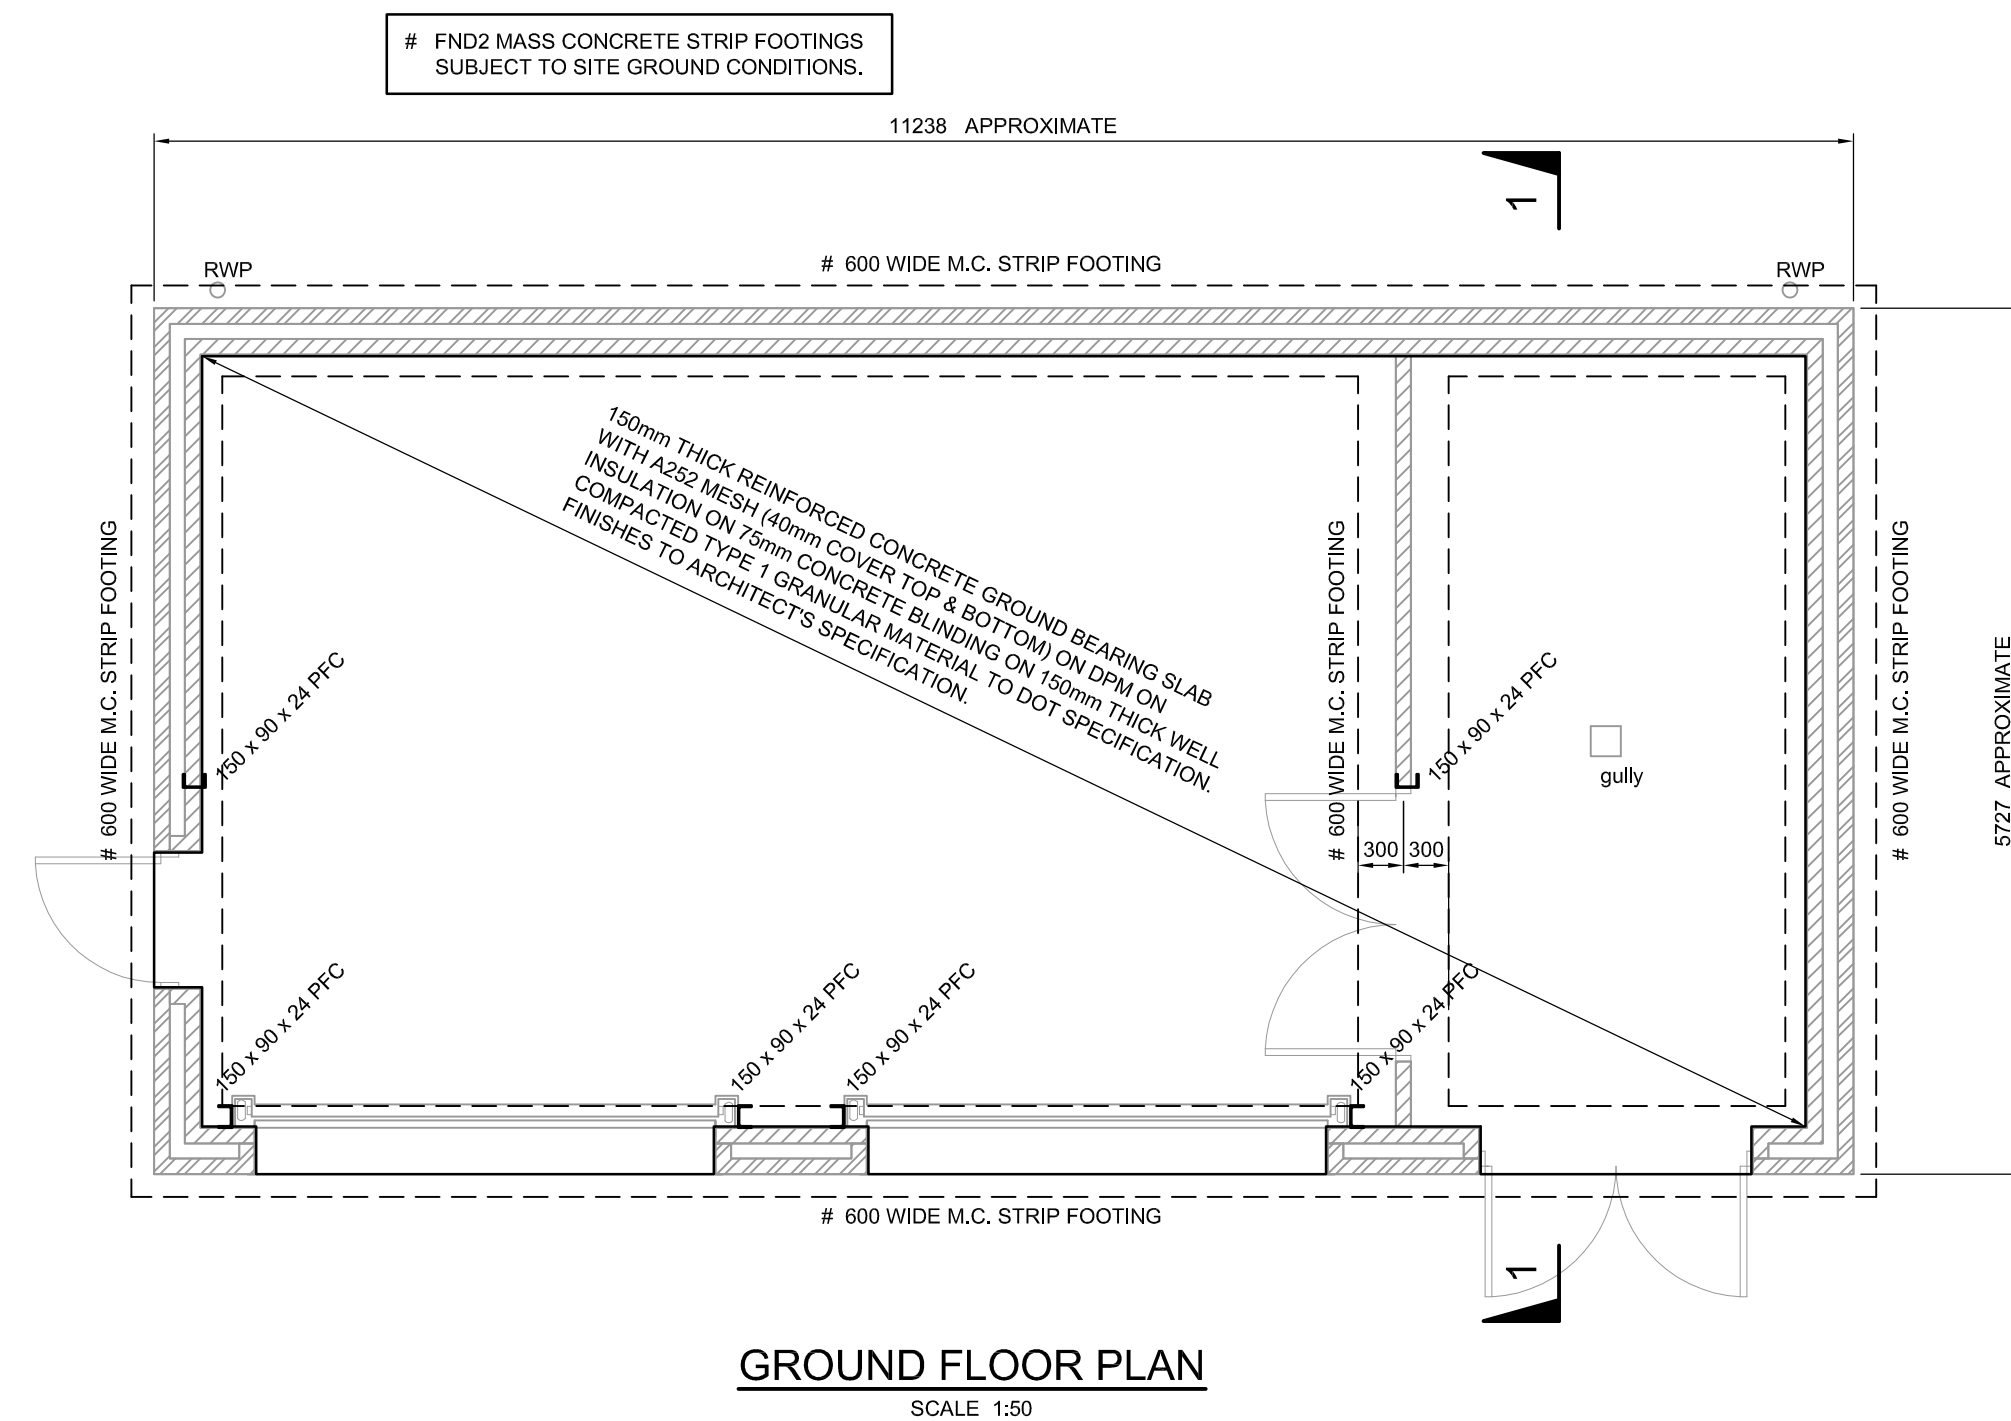 # FND2 MASS CONCRETE STRIP FOOTINGS
SUBJECT TO SITE GROUND CONDITIONS.
11238 APPROXIMATE
1
# 600 WIDE M.C. STRIP FOOTING
RWP
RWP
150mm THICK REINFORCED CONCRETE GROUND BEARING SLAB
WITH A252 MESH (40mm COVER TOP & BOTTOM) ON DPM ON
INSULATION ON 75mm CONCRETE BLINDING ON 150mm THICK WELL
COMPACTED TYPE 1 GRANULAR MATERIAL TO DOT SPECIFICATION.
FINISHES TO ARCHITECT'S SPECIFICATION.
# 600 WIDE M.C. STRIP FOOTING
# 600 WIDE M.C. STRIP FOOTING
# 600 WIDE M.C. STRIP FOOTING
5727 APPROXIMATE
150 x 90 x 24 PFC
150 x 90 x 24 PFC
gully
300
300
150 x 90 x 24 PFC
150 x 90 x 24 PFC
150 x 90 x 24 PFC
150 x 90 x 24 PFC
# 600 WIDE M.C. STRIP FOOTING
1
GROUND FLOOR PLAN
SCALE 1:50